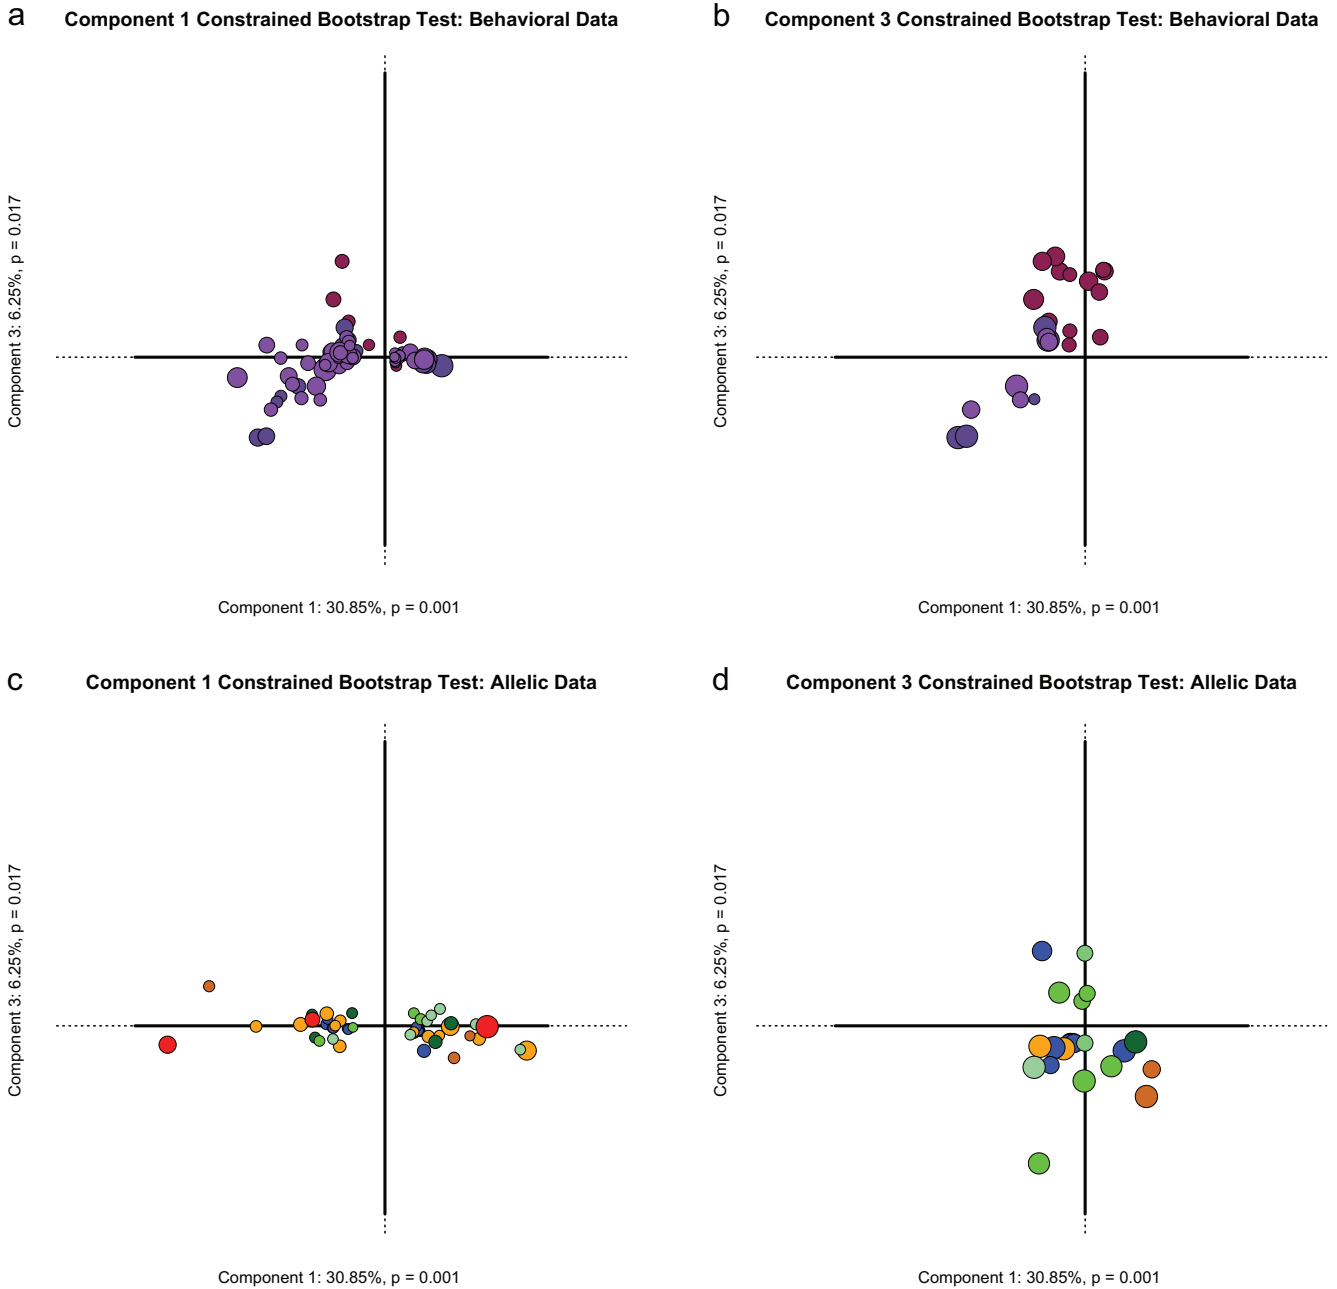 a
Component 1 Constrained Bootstrap Test: Behavioral Data
Component 3: 6.25%, p = 0.017
Component 1: 30.85%, p = 0.001
b
Component 3 Constrained Bootstrap Test: Behavioral Data
Component 3: 6.25%, p = 0.017
Component 1: 30.85%, p = 0.001
c
Component 1 Constrained Bootstrap Test: Allelic Data
Component 3: 6.25%, p = 0.017
Component 1: 30.85%, p = 0.001
d
Component 3 Constrained Bootstrap Test: Allelic Data
Component 3: 6.25%, p = 0.017
Component 1: 30.85%, p = 0.001